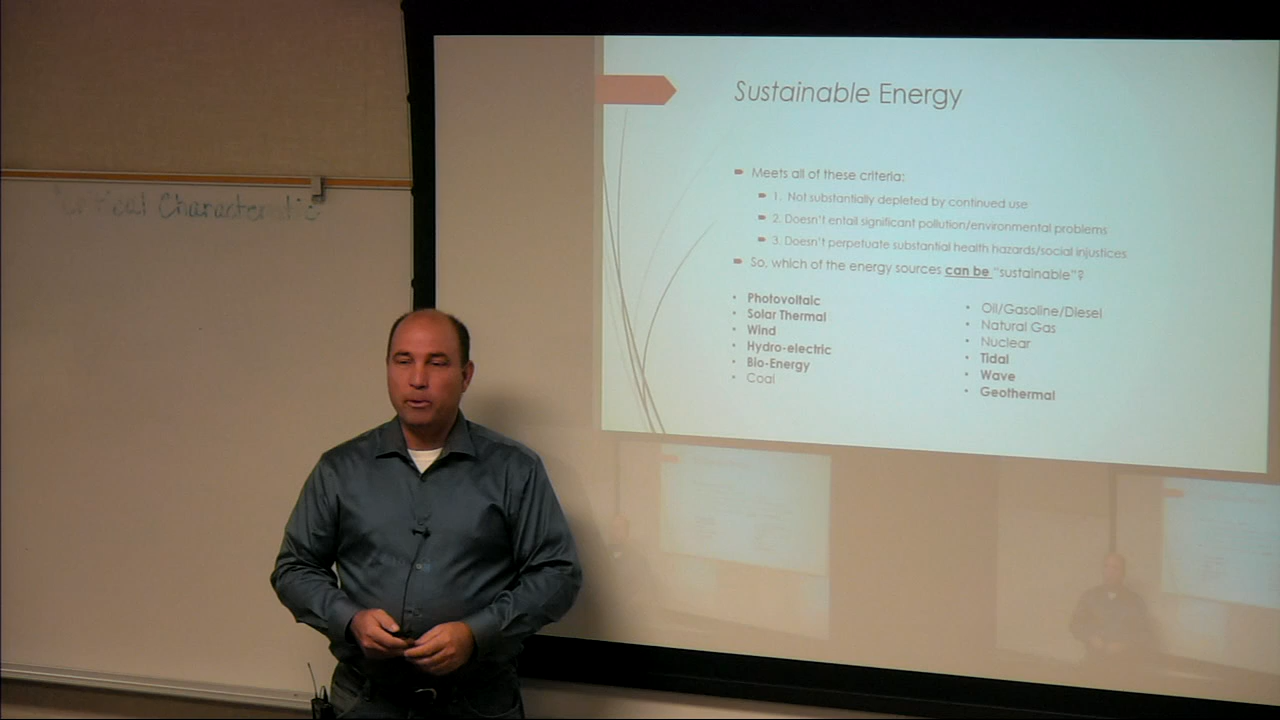 Critical Characteristic
Sustainable Energy
Meets all of these criteria:
1. Not substantially depleted by continued use
2. Doesn't entail significant pollution/environmental problems
3. Doesn't perpetuate substantial health hazards/social injustices
So, which of the energy sources can be "sustainable"?
• Photovoltaic
• Solar Thermal
• Wind
• Hydro-electric
• Bio-Energy
• Coal
• Oil/Gasoline/Diesel
• Natural Gas
• Nuclear
• Tidal
• Wave
• Geothermal